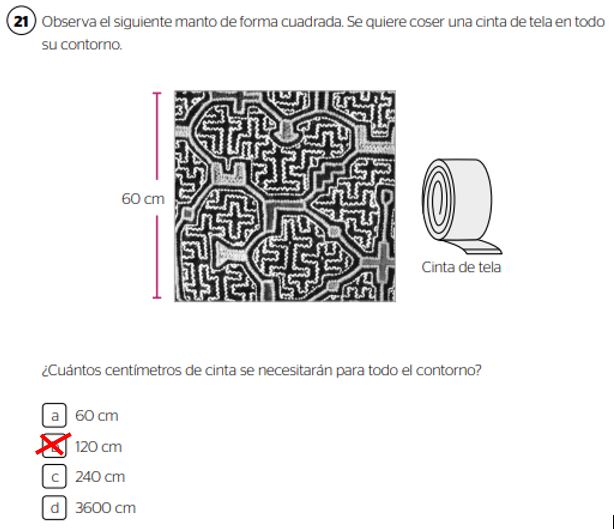 21 Observa el siguiente manto de forma cuadrada. Se quiere coser una cinta de tela en todo
su contorno.
60 cm
Cinta de tela
¿Cuántos centímetros de cinta se necesitarán para todo el contorno?
a 60 cm
b 120 cm
c 240 cm
d 3600 cm